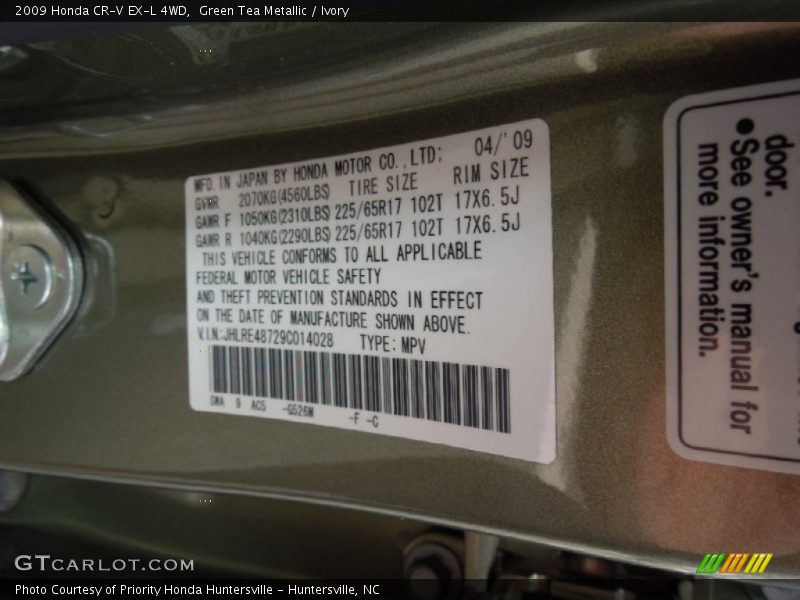 2009 Honda CR-V EX-L 4WD,  Green Tea Metallic / Ivory
MFD. IN JAPAN BY HONDA MOTOR CO.,LTD; 04/'09
GVWR 2070KG(4560LBS) TIRE SIZE RIM SIZE
GAWR F 1050KG(2310LBS) 225/65R17 102T 17X6.5J
GAWR R 1040KG(2290LBS) 225/65R17 102T 17X6.5J
THIS VEHICLE CONFORMS TO ALL APPLICABLE
FEDERAL MOTOR VEHICLE SAFETY
AND THEFT PREVENTION STANDARDS IN EFFECT
ON THE DATE OF MANUFACTURE SHOWN ABOVE.
V.I.N:JHLRE48729C014028 TYPE: MPV
SWA 9 AC5 -G526M -F -C
door.
●See owner's manual for
more information.
GTCARLOT.COM
Photo Courtesy of Priority Honda Huntersville - Huntersville, NC